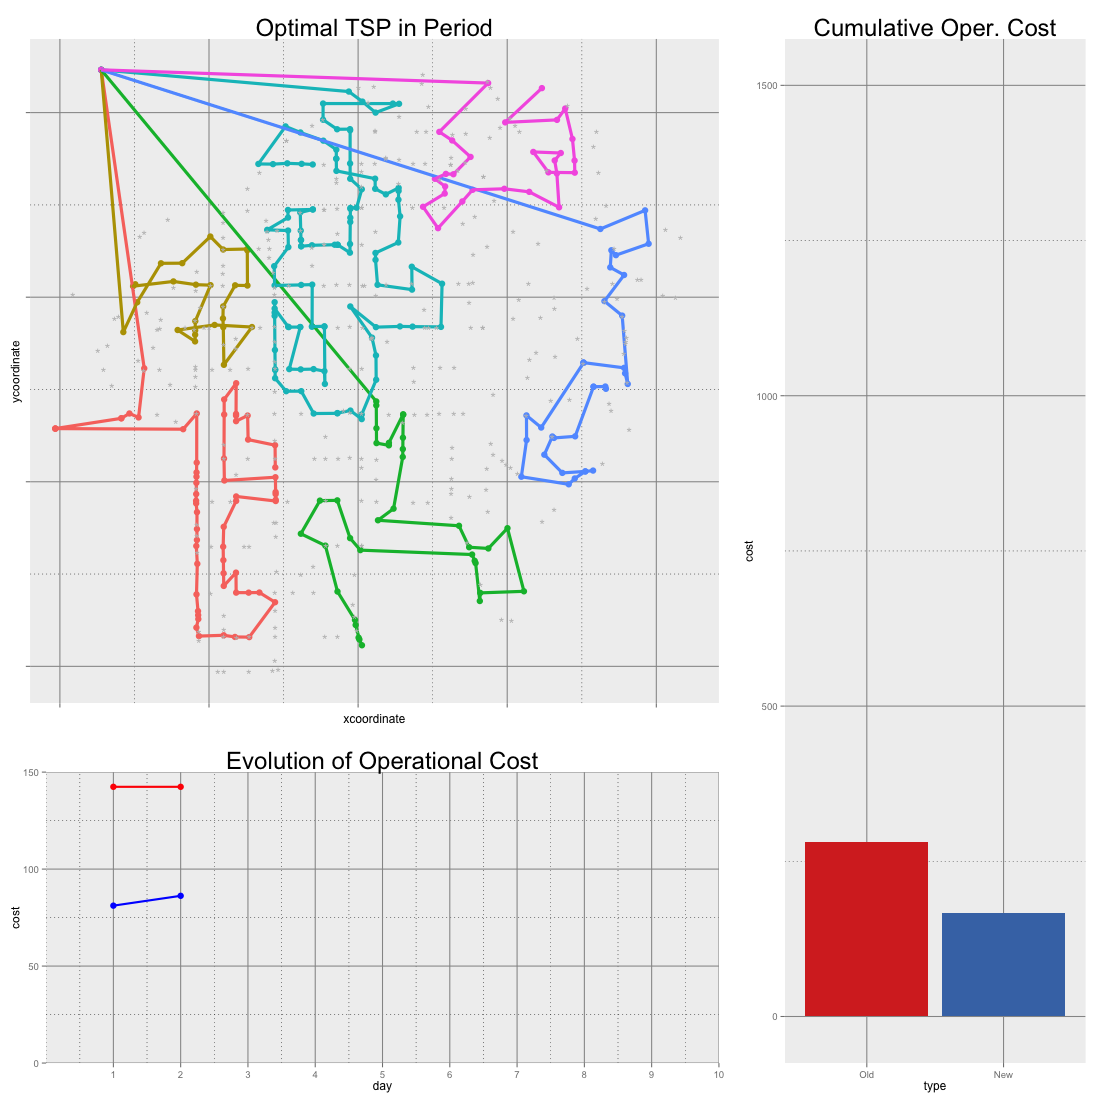 Optimal TSP in Period
ycoordinate
xcoordinate
Cumulative Oper. Cost
1500
1000
500
0
cost
Old
New
type
Evolution of Operational Cost
150
100
50
0
cost
1 2 3 4 5 6 7 8 9 10
day